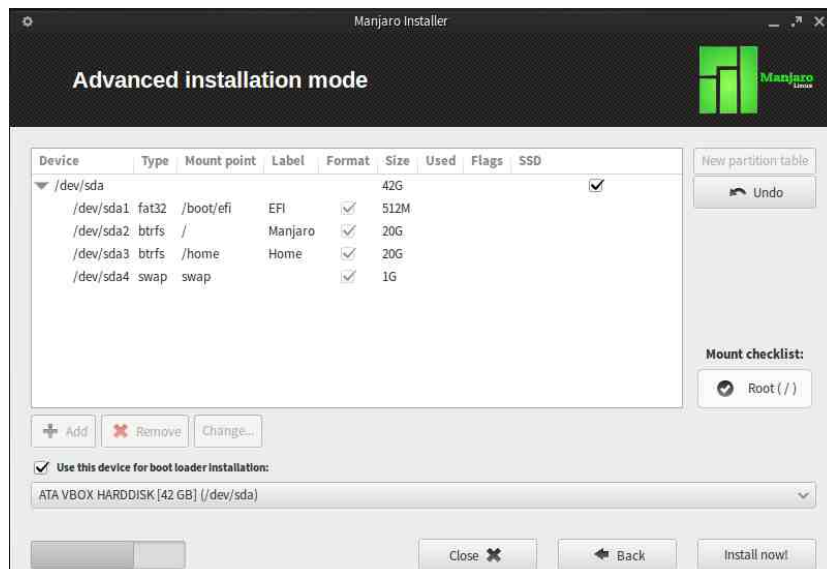 Manjaro Installer
Advanced installation mode
Manjaro
Linux
Device Type Mount point Label Format Size Used Flags SSD
/dev/sda 42G
/dev/sda1 fat32 /boot/efi EFI 512M
/dev/sda2 btrfs / Manjaro 20G
/dev/sda3 btrfs /home Home 20G
/dev/sda4 swap swap 1G
New partition table
Undo
Mount checklist:
Root ( / )
Add Remove Change...
Use this device for boot loader installation:
ATA VBOX HARDDISK [42 GB] (/dev/sda)
Close Back Install now!